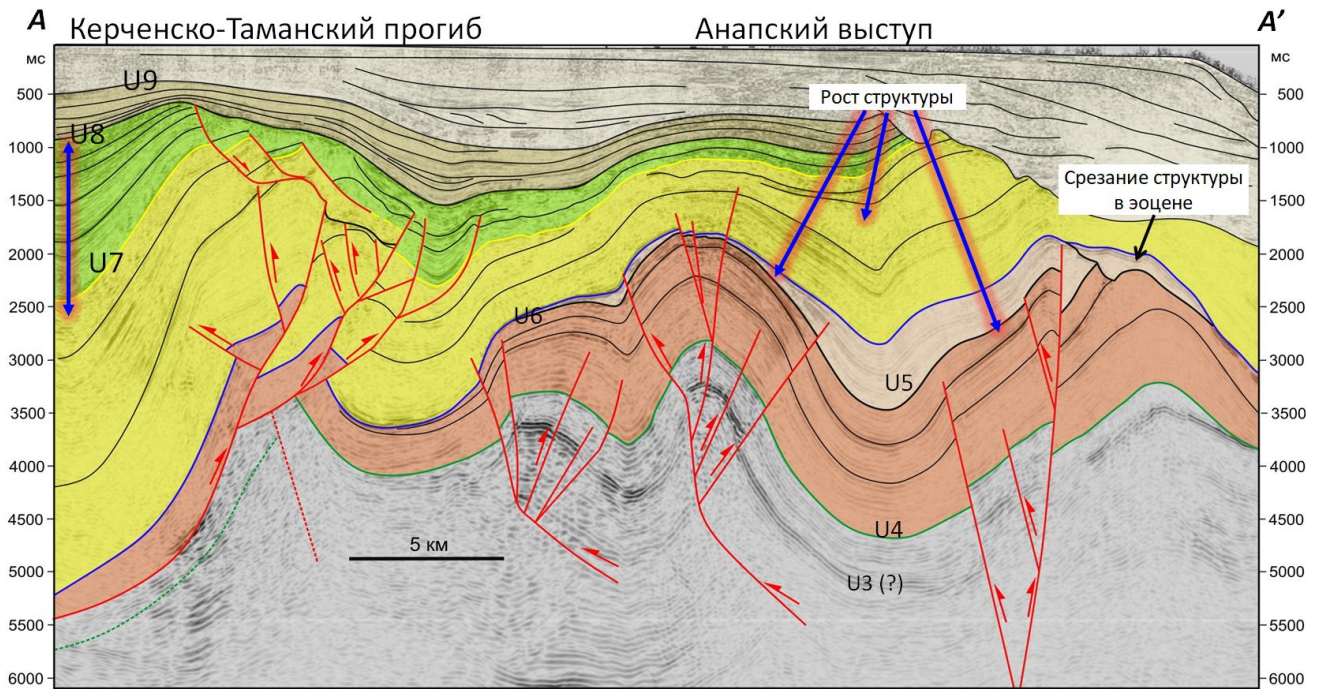 A Керченско-Таманский прогиб Анапский выступ A'
мс мс
U9
500 500
Рост структуры
U8
1000 1000
Срезание структуры
в эоцене
1500 1500
2000 2000
U7
2500 2500
U6
3000 3000
U5
3500 3500
4000 4000
4500 4500
U4
5 км
5000 5000
U3 (?)
5500 5500
6000 6000